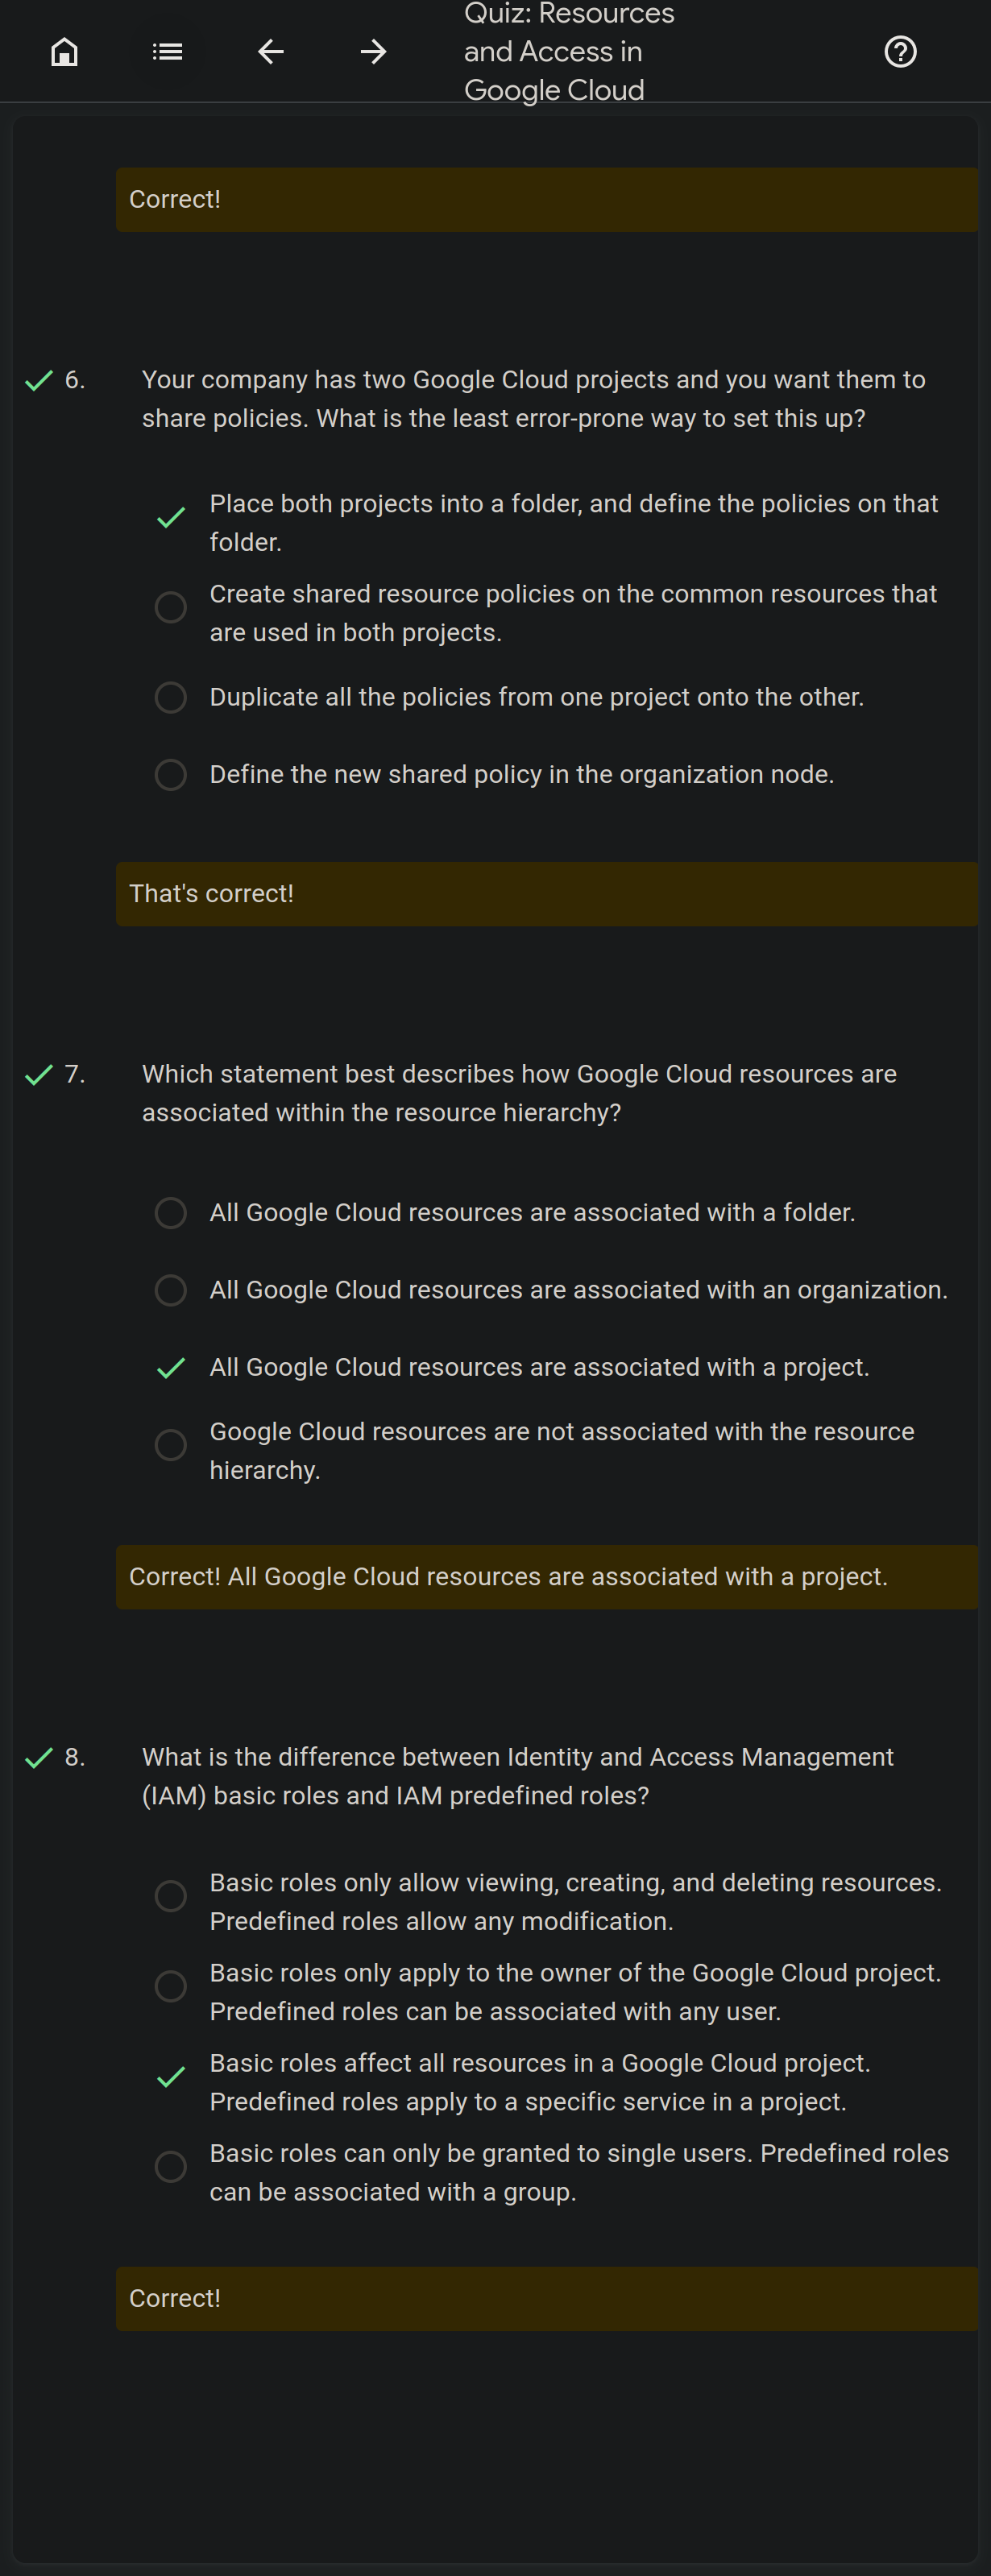 Quiz: Resources
and Access in
Google Cloud
Correct!
6.
Your company has two Google Cloud projects and you want them to
share policies. What is the least error-prone way to set this up?
Place both projects into a folder, and define the policies on that
folder.
Create shared resource policies on the common resources that
are used in both projects.
Duplicate all the policies from one project onto the other.
Define the new shared policy in the organization node.
That's correct!
7.
Which statement best describes how Google Cloud resources are
associated within the resource hierarchy?
All Google Cloud resources are associated with a folder.
All Google Cloud resources are associated with an organization.
All Google Cloud resources are associated with a project.
Google Cloud resources are not associated with the resource
hierarchy.
Correct! All Google Cloud resources are associated with a project.
8.
What is the difference between Identity and Access Management
(IAM) basic roles and IAM predefined roles?
Basic roles only allow viewing, creating, and deleting resources.
Predefined roles allow any modification.
Basic roles only apply to the owner of the Google Cloud project.
Predefined roles can be associated with any user.
Basic roles affect all resources in a Google Cloud project.
Predefined roles apply to a specific service in a project.
Basic roles can only be granted to single users. Predefined roles
can be associated with a group.
Correct!